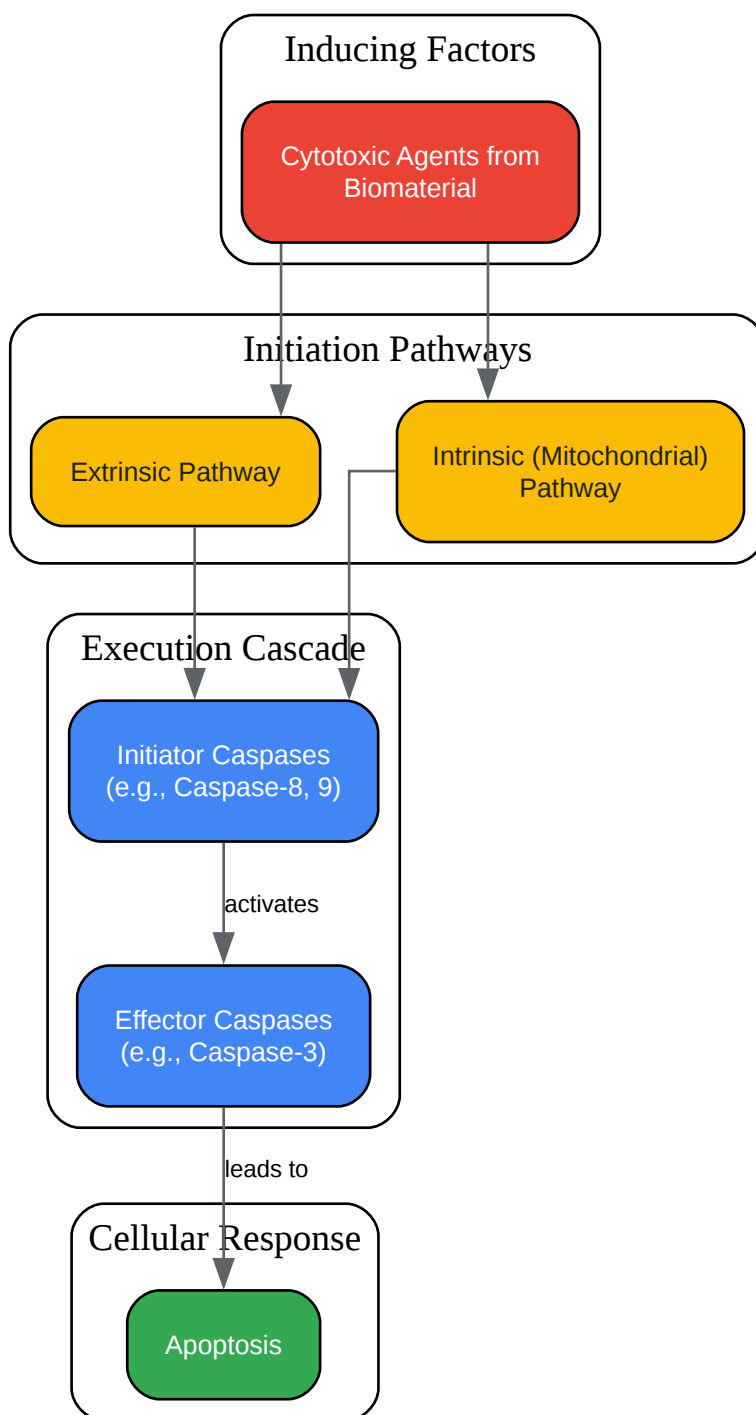 Inducing Factors
Cytotoxic Agents from
Biomaterial
Initiation Pathways
Extrinsic Pathway
Intrinsic (Mitochondrial)
Pathway
Execution Cascade
Initiator Caspases
(e.g., Caspase-8, 9)
activates
Effector Caspases
(e.g., Caspase-3)
leads to
Cellular Response
Apoptosis